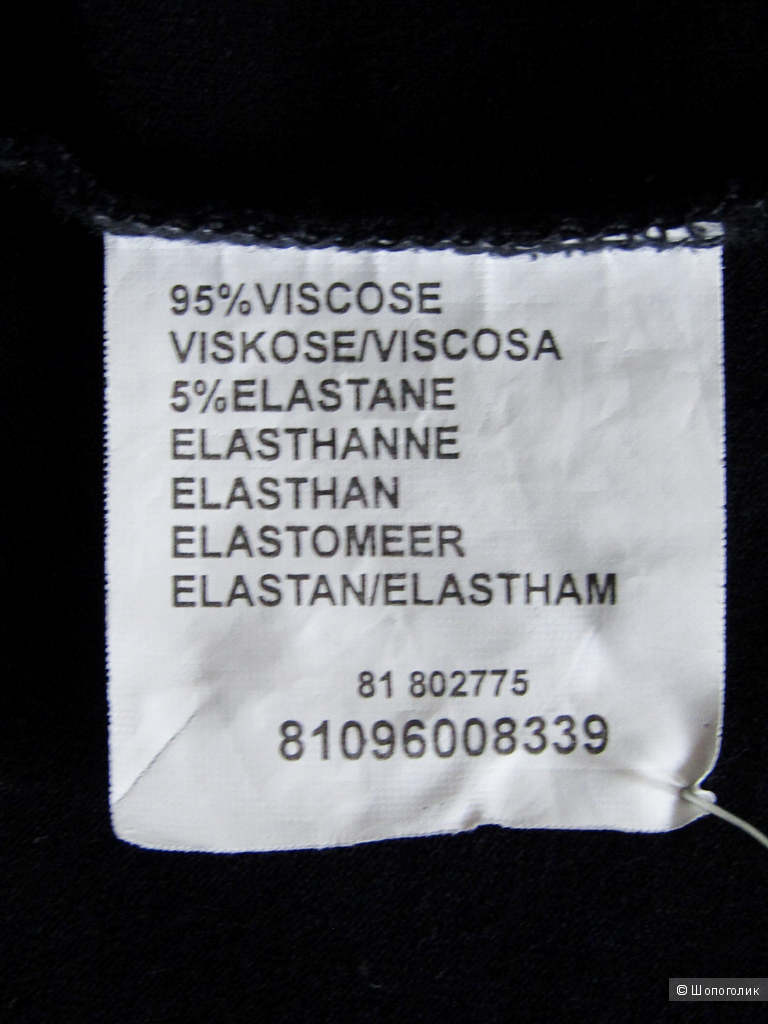 95%VISCOSE
VISKOSE/VISCOSA
5%ELASTANE
ELASTHANNE
ELASTHAN
ELASTOMEER
ELASTAN/ELASTHAM
81 802775
81096008339
© Шопоголик